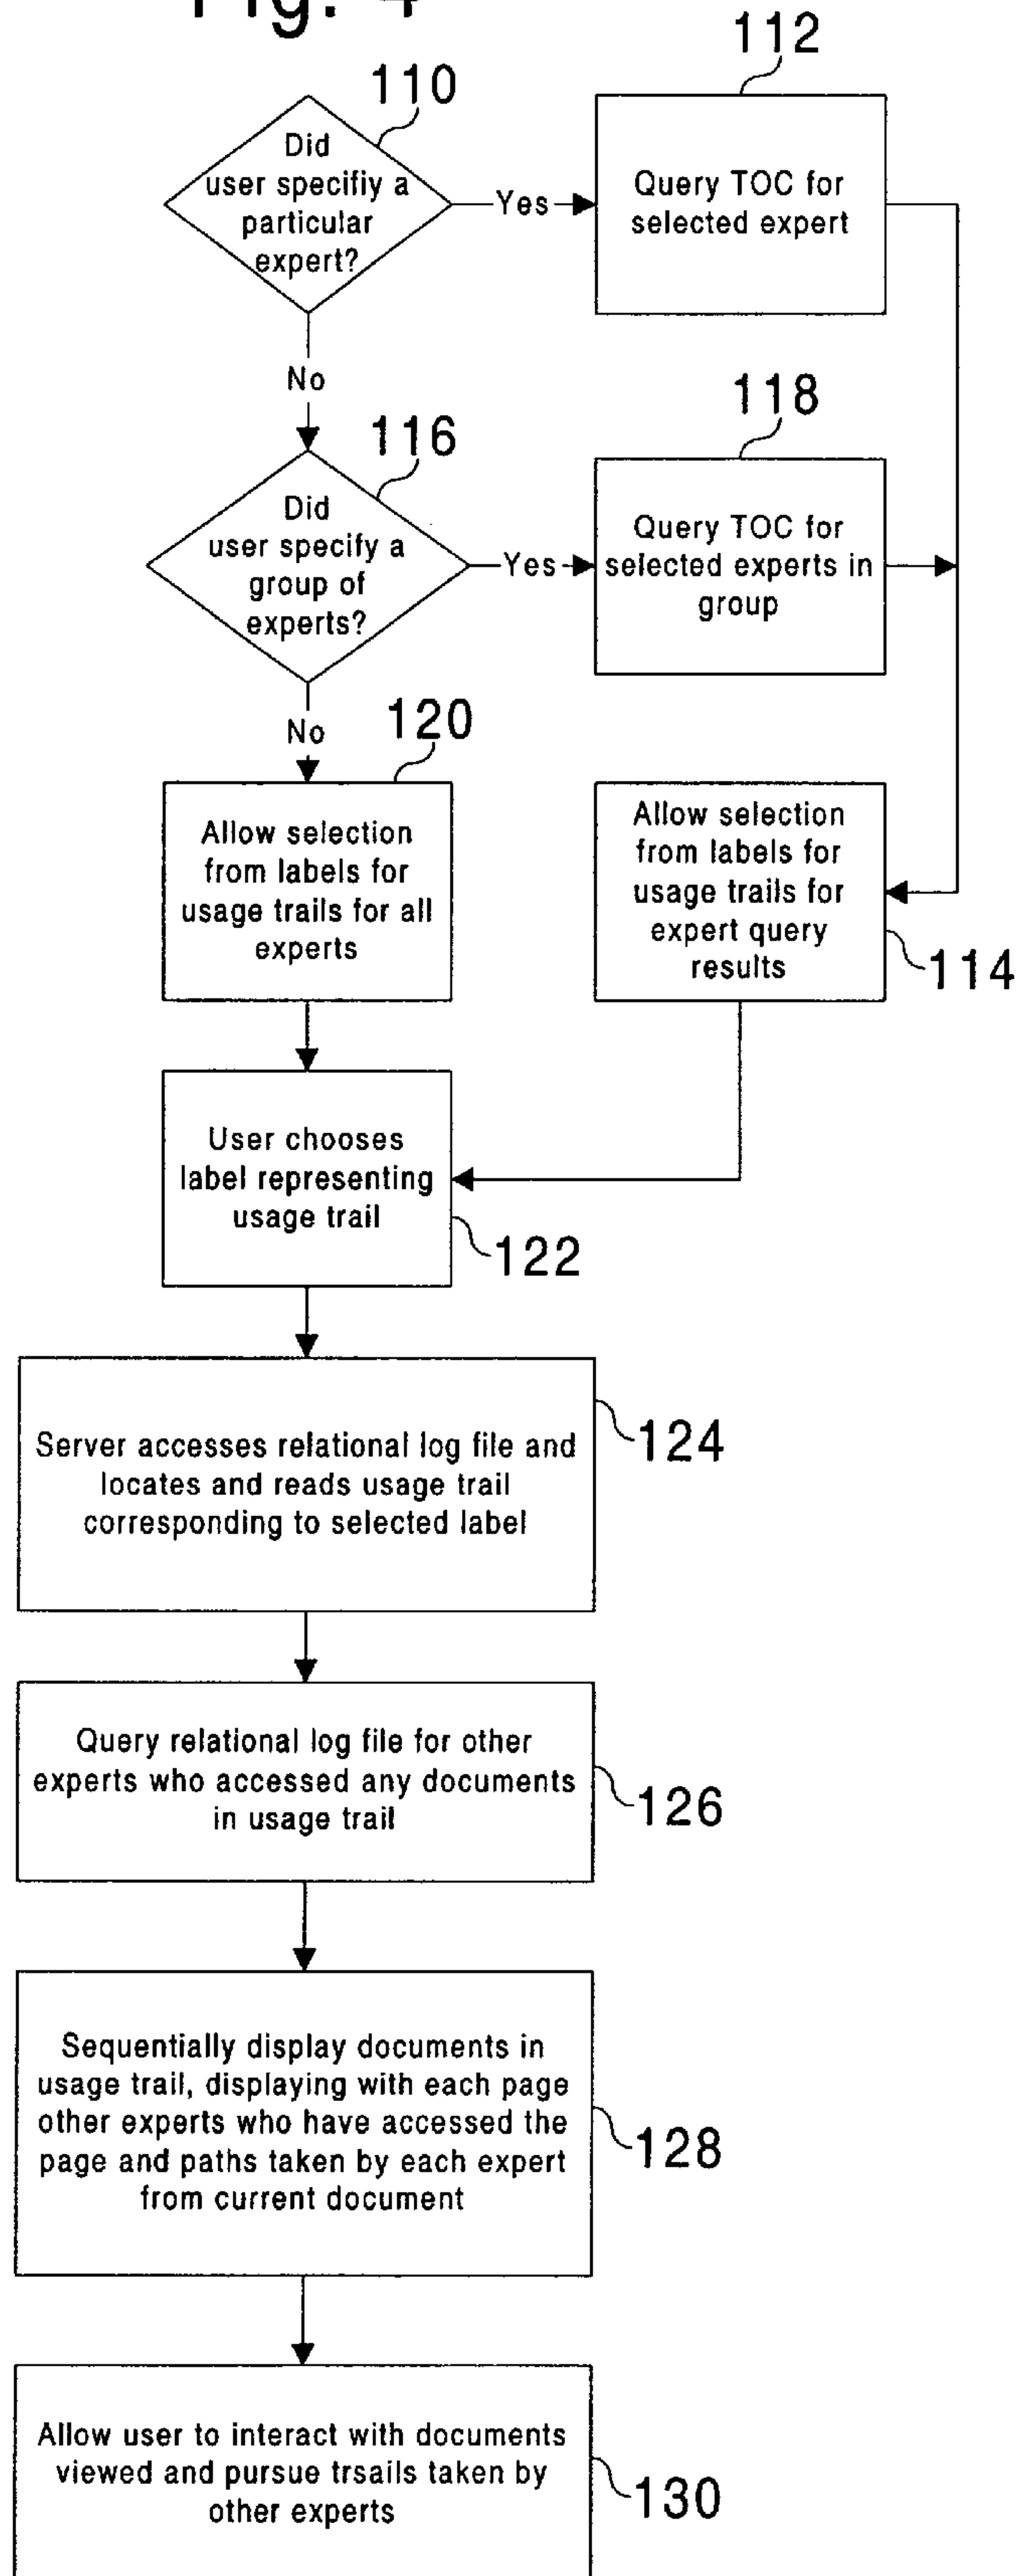 Fig. 4
110
Did
user specifiy a
particular
expert?
Yes
112
Query TOC for
selected expert
No
116
Did
user specify a
group of
experts?
Yes
118
Query TOC for
selected experts in
group
No
120
Allow selection
from labels for
usage trails for all
experts
Allow selection
from labels for
usage trails for
expert query
results
114
User chooses
label representing
usage trail
122
Server accesses relational log file and
locates and reads usage trail
corresponding to selected label
124
Query relational log file for other
experts who accessed any documents
in usage trail
126
Sequentially display documents in
usage trail, displaying with each page
other experts who have accessed the
page and paths taken by each expert
from current document
128
Allow user to interact with documents
viewed and pursue trsails taken by
other experts
130